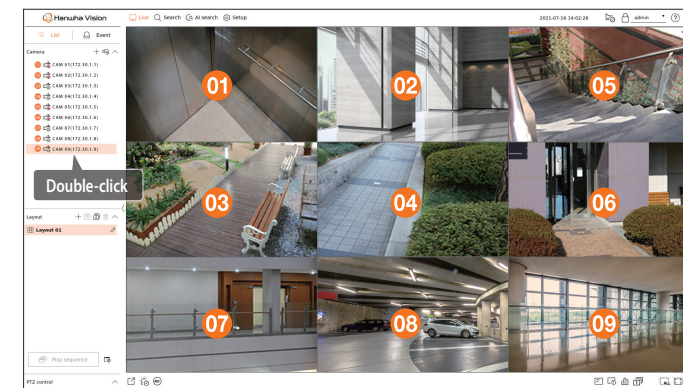 Hanwha Vision
Live Search AI search Setup
2021-07-16 14:02:28 admin
List Event
Camera
CAM 01(172.30.1.1)
CAM 02(172.30.1.2)
CAM 03(172.30.1.3)
CAM 04(172.30.1.4)
CAM 05(172.30.1.5)
CAM 06(172.30.1.6)
CAM 07(172.30.1.7)
CAM 08(172.30.1.8)
CAM 09(172.30.1.9)
Double-click
Layout
Layout 01
Play sequence
PTZ control
01
02
05
03
04
06
07
08
09